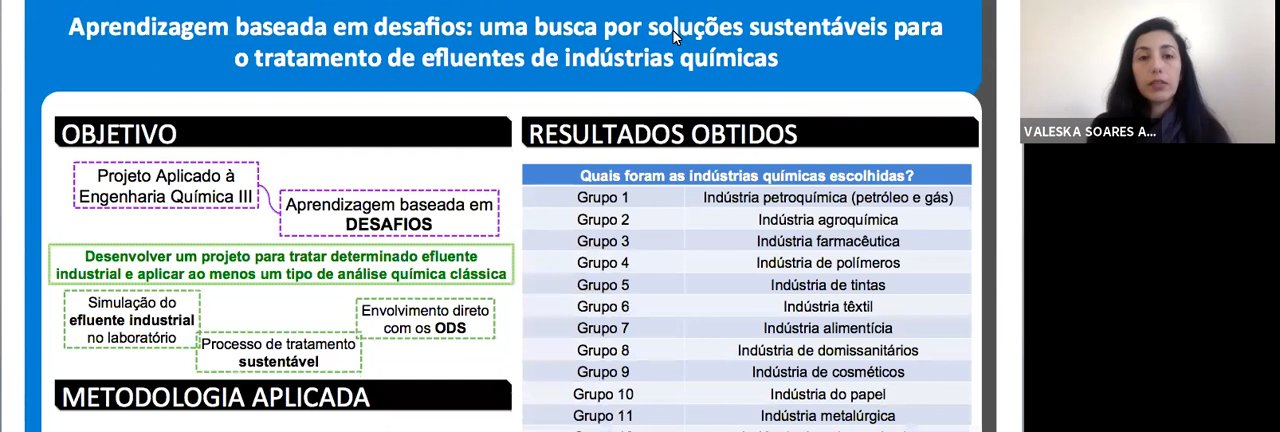 Aprendizagem baseada em desafios: uma busca por soluções sustentáveis para
o tratamento de efluentes de indústrias químicas
VALESKA SOARES A...
OBJETIVO
Projeto Aplicado à
Engenharia Química III
Aprendizagem baseada em
DESAFIOS
Desenvolver um projeto para tratar determinado efluente
industrial e aplicar ao menos um tipo de análise química clássica
Simulação do
efluente industrial
no laboratório
Envolvimento direto
com os ODS
Processo de tratamento
sustentável
METODOLOGIA APLICADA
RESULTADOS OBTIDOS
Quais foram as indústrias químicas escolhidas?
Grupo 1 Indústria petroquímica (petróleo e gás)
Grupo 2 Indústria agroquímica
Grupo 3 Indústria farmacêutica
Grupo 4 Indústria de polímeros
Grupo 5 Indústria de tintas
Grupo 6 Indústria têxtil
Grupo 7 Indústria alimentícia
Grupo 8 Indústria de domissanitários
Grupo 9 Indústria de cosméticos
Grupo 10 Indústria do papel
Grupo 11 Indústria metalúrgica